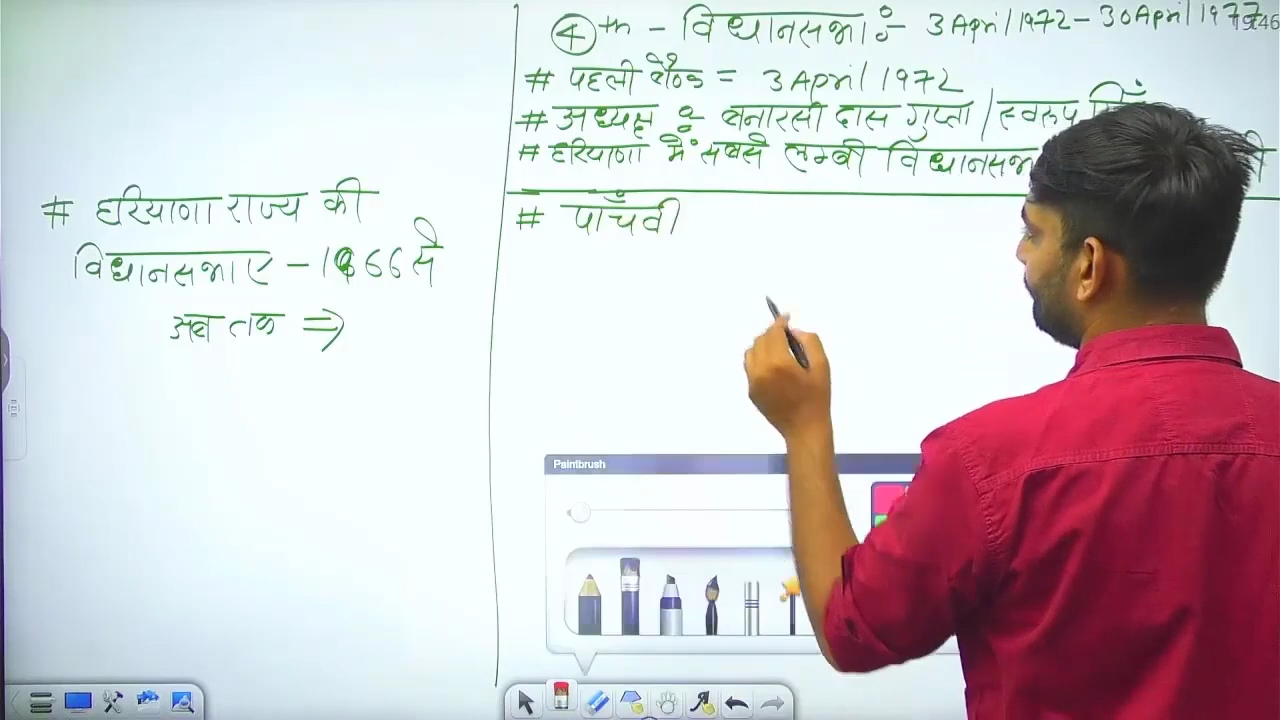 # हरियाणा राज्य की
विधानसभाए - 1966 से
अब तक ⇒
④th - विधानसभा :- 3 April 1972 - 30 April 1977
# पहली बैठक = 3 April 1972
# अध्यक्ष :- बनारसी दास गुप्ता / स्वरूप सिँह
# हरियाणा में सबसे लम्बी विधानसभा
# पाँचवी
Paintbrush